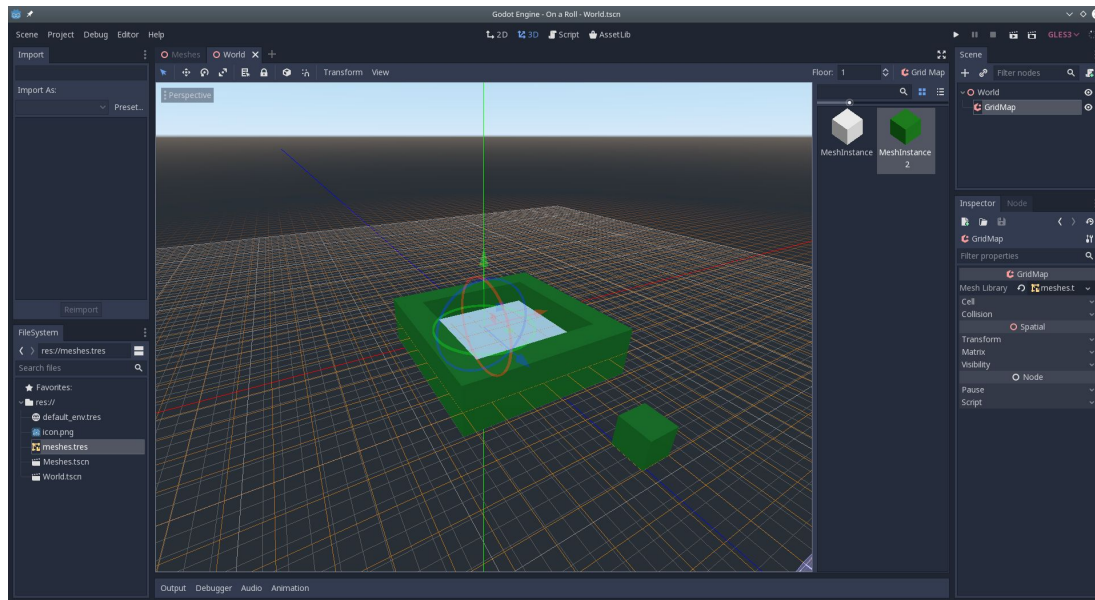 Godot Engine - On a Roll - World.tscn
Scene Project Debug Editor Help
2D 3D Script AssetLib
GLES3
Import
Meshes World
Scene
Transform View
Floor: 1
Grid Map
Filter nodes
Import As:
Preset..
Perspective
World
GridMap
MeshInstance
MeshInstance
2
Inspector Node
GridMap
Filter properties
GridMap
Mesh Library meshes.t
Cell
Collision
Spatial
Transform
Matrix
Visibility
Node
Pause
Script
Reimport
FileSystem
res://meshes.tres
Search files
Favorites:
res://
default_env.tres
icon.png
meshes.tres
Meshes.tscn
World.tscn
Output Debugger Audio Animation